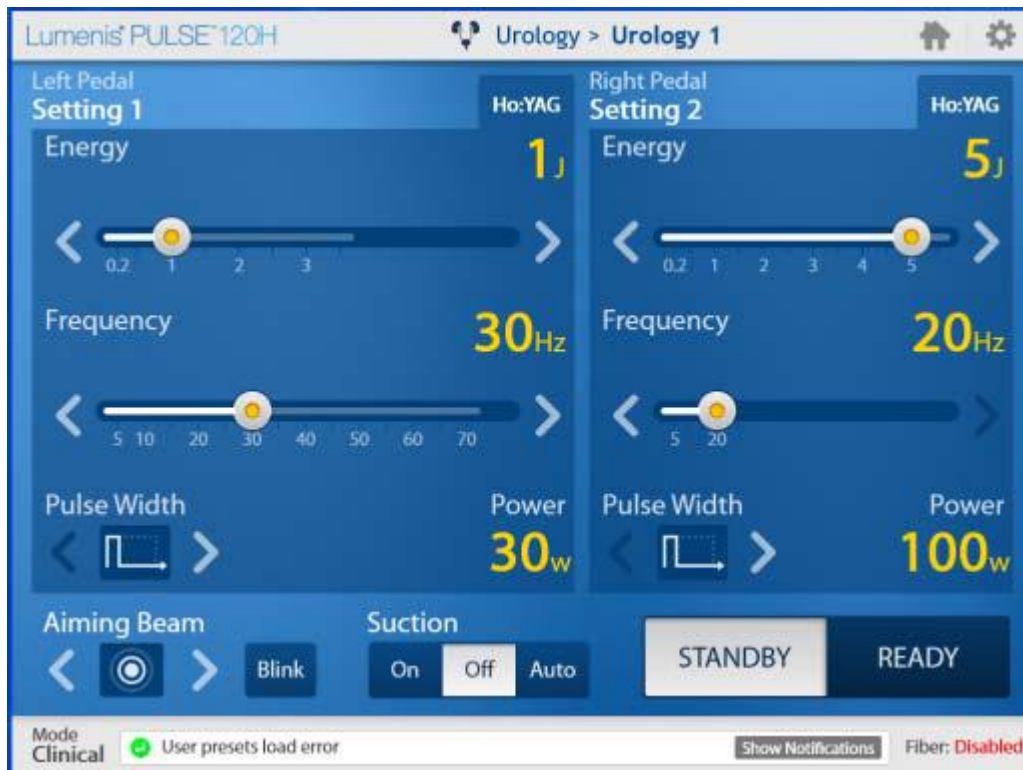 Lumenis® PULSE™ 120H
Urology > Urology 1
Left Pedal
Setting 1
Ho:YAG
Energy
1J
0.2 1 2 3
Frequency
30Hz
5 10 20 30 40 50 60 70
Pulse Width
Power
30w
Right Pedal
Setting 2
Ho:YAG
Energy
5J
0.2 1 2 3 4 5
Frequency
20Hz
5 20
Pulse Width
Power
100w
Aiming Beam
Blink
Suction
On Off Auto
STANDBY READY
Mode
Clinical
User presets load error
Show Notifications
Fiber: Disabled